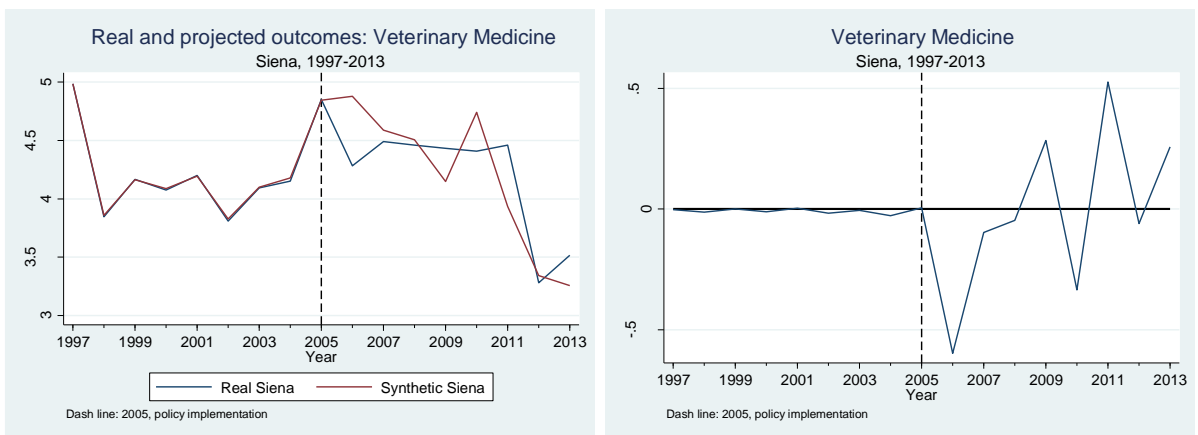 Real and projected outcomes: Veterinary Medicine
Siena, 1997-2013
5
4.5
4
3.5
3
1997 1999 2001 2003 2005 2007 2009 2011 2013
Year
Real Siena Synthetic Siena
Dash line: 2005, policy implementation
Veterinary Medicine
Siena, 1997-2013
.5
0
-.5
1997 1999 2001 2003 2005 2007 2009 2011 2013
Year
Dash line: 2005, policy implementation